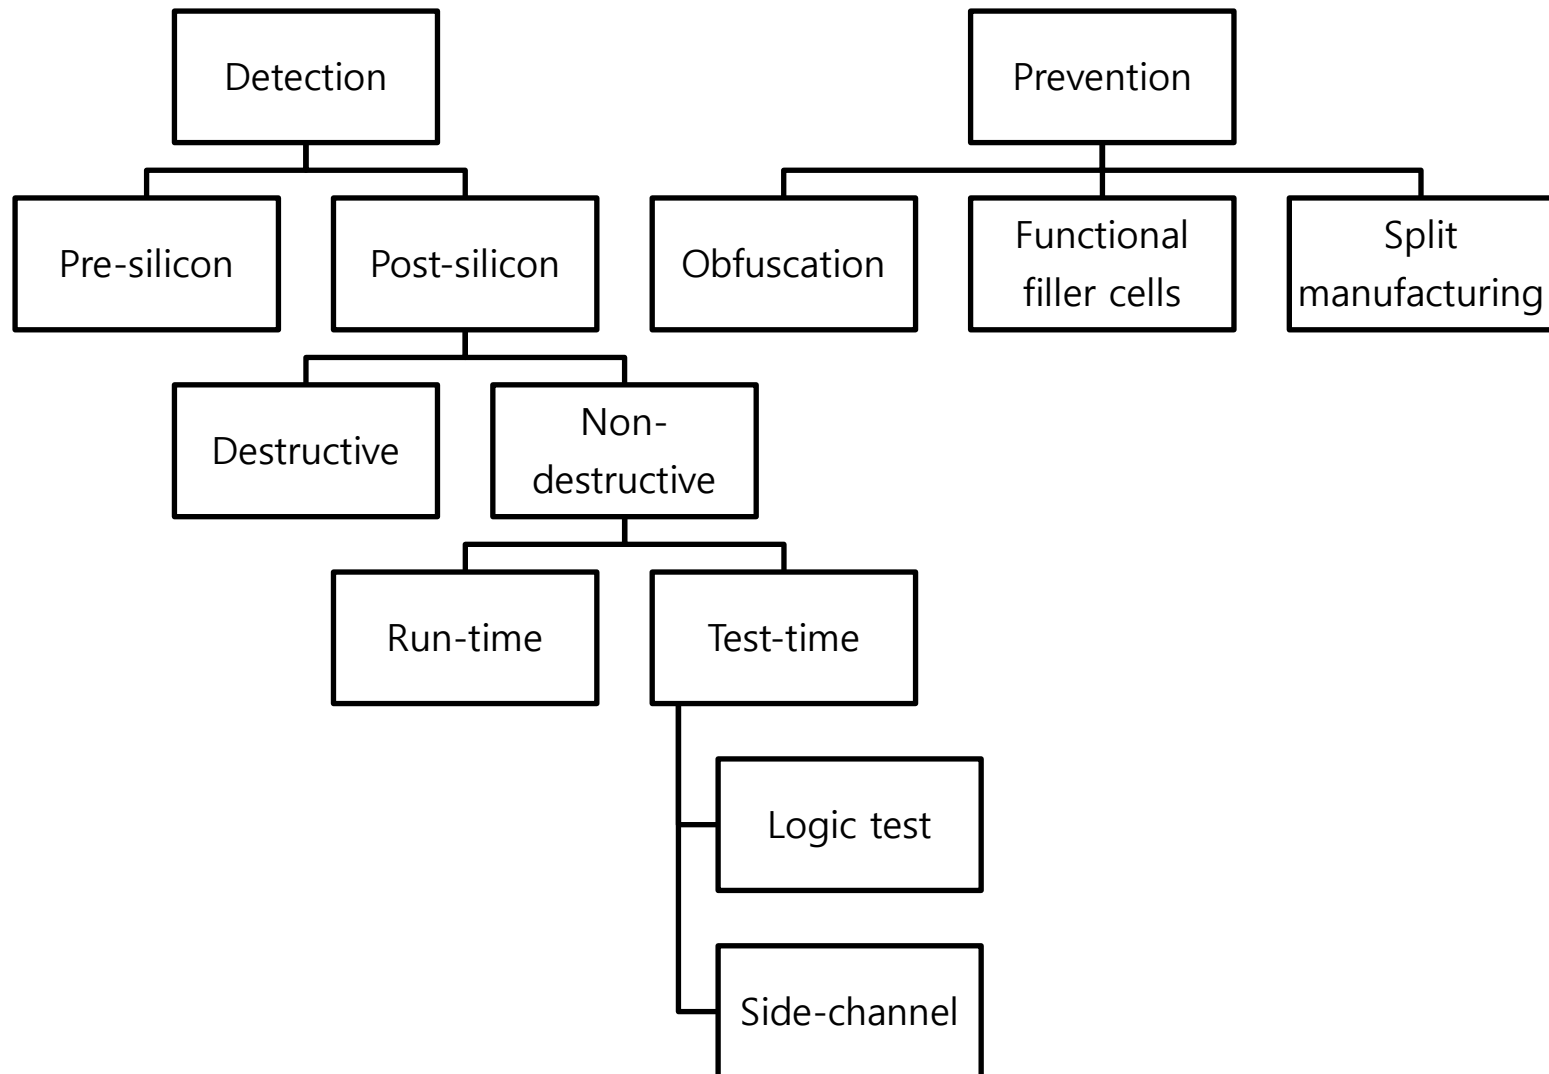 Detection
Prevention
Pre-silicon
Post-silicon
Obfuscation
Functional
filler cells
Split
manufacturing
Destructive
Non-
destructive
Run-time
Test-time
Logic test
Side-channel